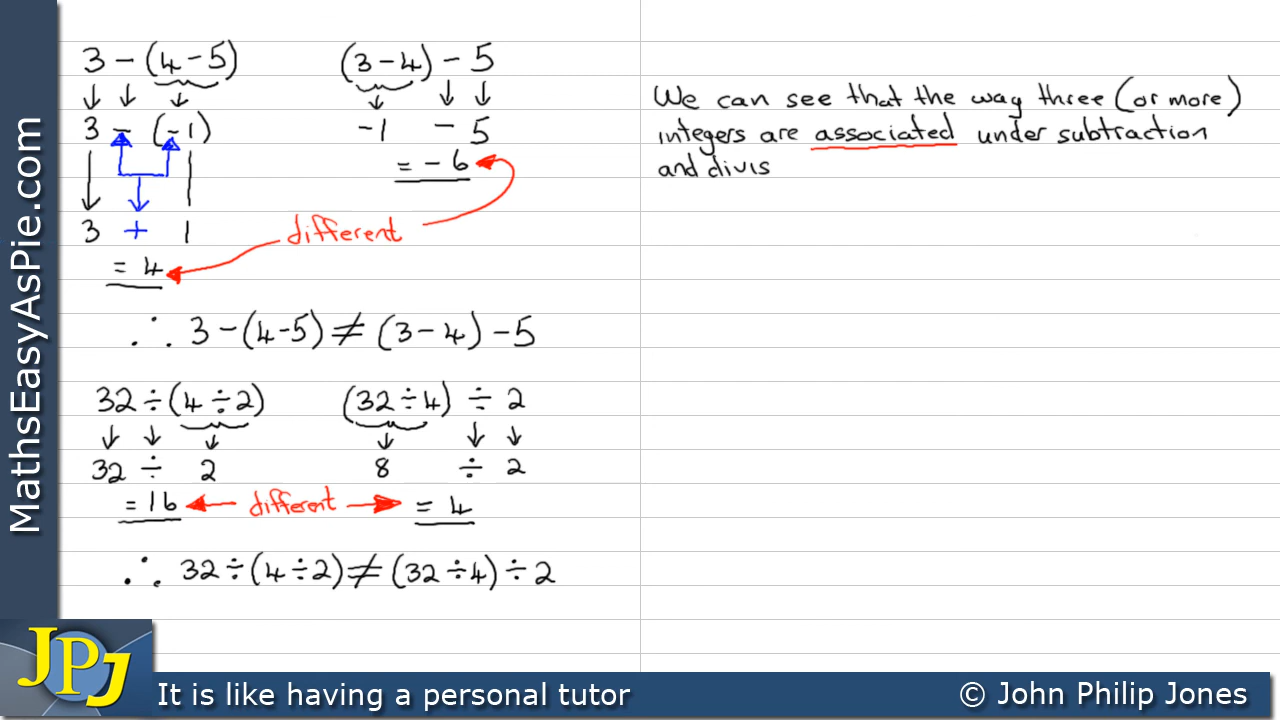 MathsEasyAsPie.com
3 - (4 - 5)
3 - (-1)
3 + 1
= 4
(3 - 4) - 5
-1 - 5
= - 6
different
∴ 3 - (4-5) ≠ (3 - 4) - 5
32 ÷ (4 ÷ 2)
32 ÷ 2
= 16
(32 ÷ 4) ÷ 2
8 ÷ 2
= 4
different
∴ 32 ÷ (4 ÷ 2) ≠ (32 ÷ 4) ÷ 2
We can see that the way three (or more)
integers are associated under subtraction
and divis
JPJ
It is like having a personal tutor
© John Philip Jones